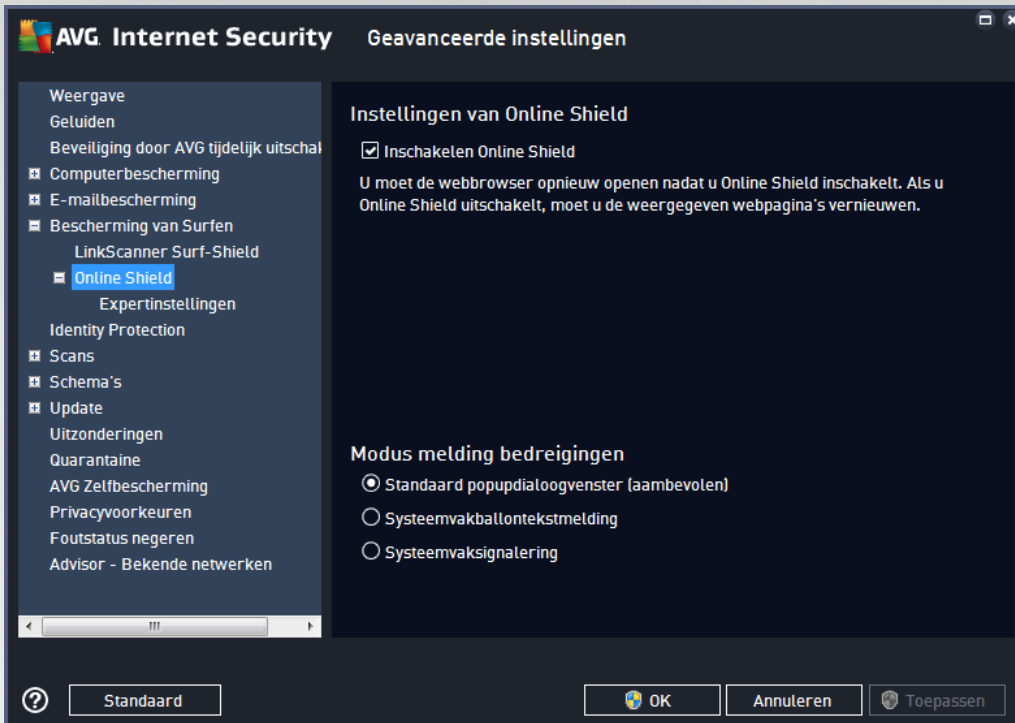 AVG. Internet Security Geavanceerde instellingen
Weergave
Geluiden
Beveiliging door AVG tijdelijk uitschak
Computerbescherming
E-mailbescherming
Bescherming van Surfen
LinkScanner Surf-Shield
Online Shield
Expertinstellingen
Identity Protection
Scans
Schema's
Update
Uitzonderingen
Quarantaine
AVG Zelfbescherming
Privacyvoorkeuren
Foutstatus negeren
Advisor - Bekende netwerken
Instellingen van Online Shield
Inschakelen Online Shield
U moet de webbrowser opnieuw openen nadat u Online Shield inschakelt. Als u
Online Shield uitschakelt, moet u de weergegeven webpagina's vernieuwen.
Modus melding bedreigingen
Standaard popupdialoogvenster (aambevolen)
Systeemvakballontekstmelding
Systeemvaksignalering
? Standaard OK Annuleren Toepassen